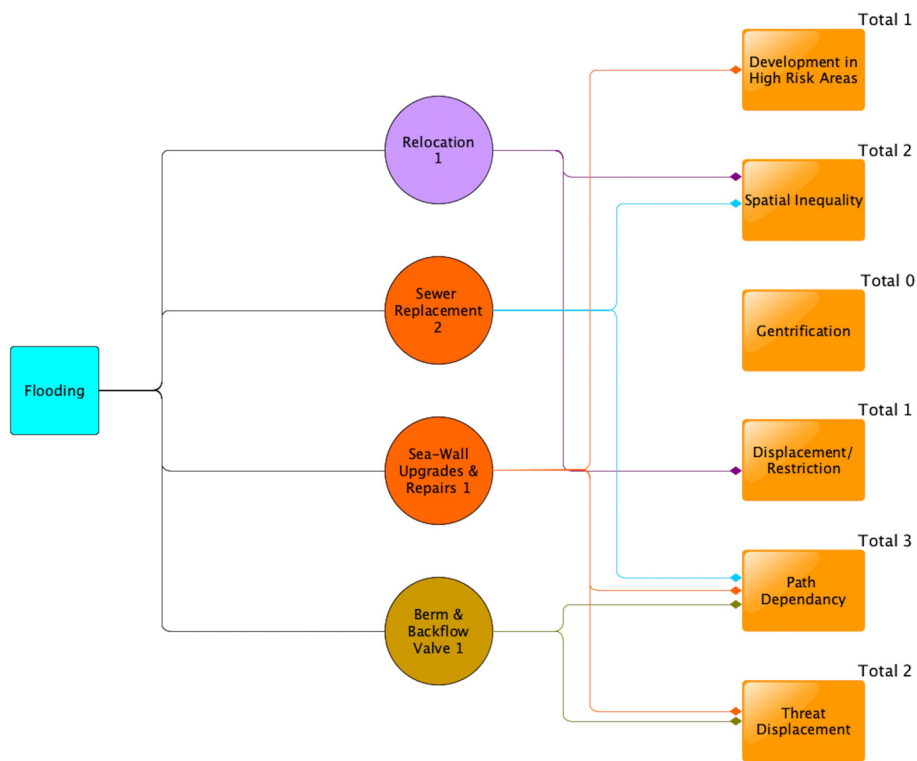 Total 1
Development in
High Risk Areas
Relocation
1
Total 2
Spatial Inequality
Sewer
Replacement
2
Total 0
Gentrification
Flooding
Sea-Wall
Upgrades &
Repairs 1
Total 1
Displacement/
Restriction
Total 3
Path
Dependancy
Berm &
Backflow
Valve 1
Total 2
Threat
Displacement